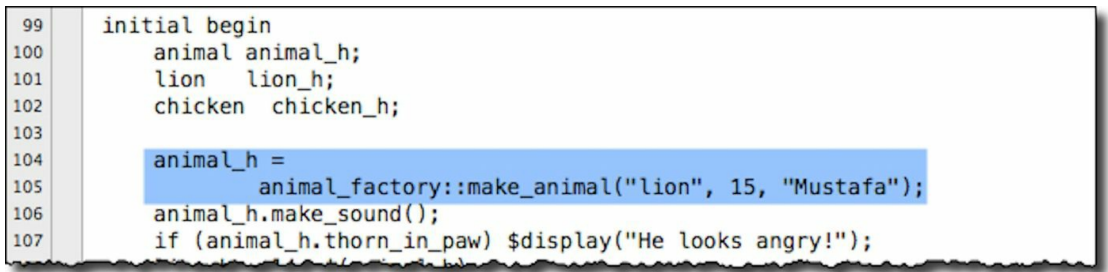 99 initial begin
100 animal animal_h;
101 lion lion_h;
102 chicken chicken_h;
103
104 animal_h =
105 animal_factory::make_animal("lion", 15, "Mustafa");
106 animal_h.make_sound();
107 if (animal_h.thorn_in_paw) $display("He looks angry!");